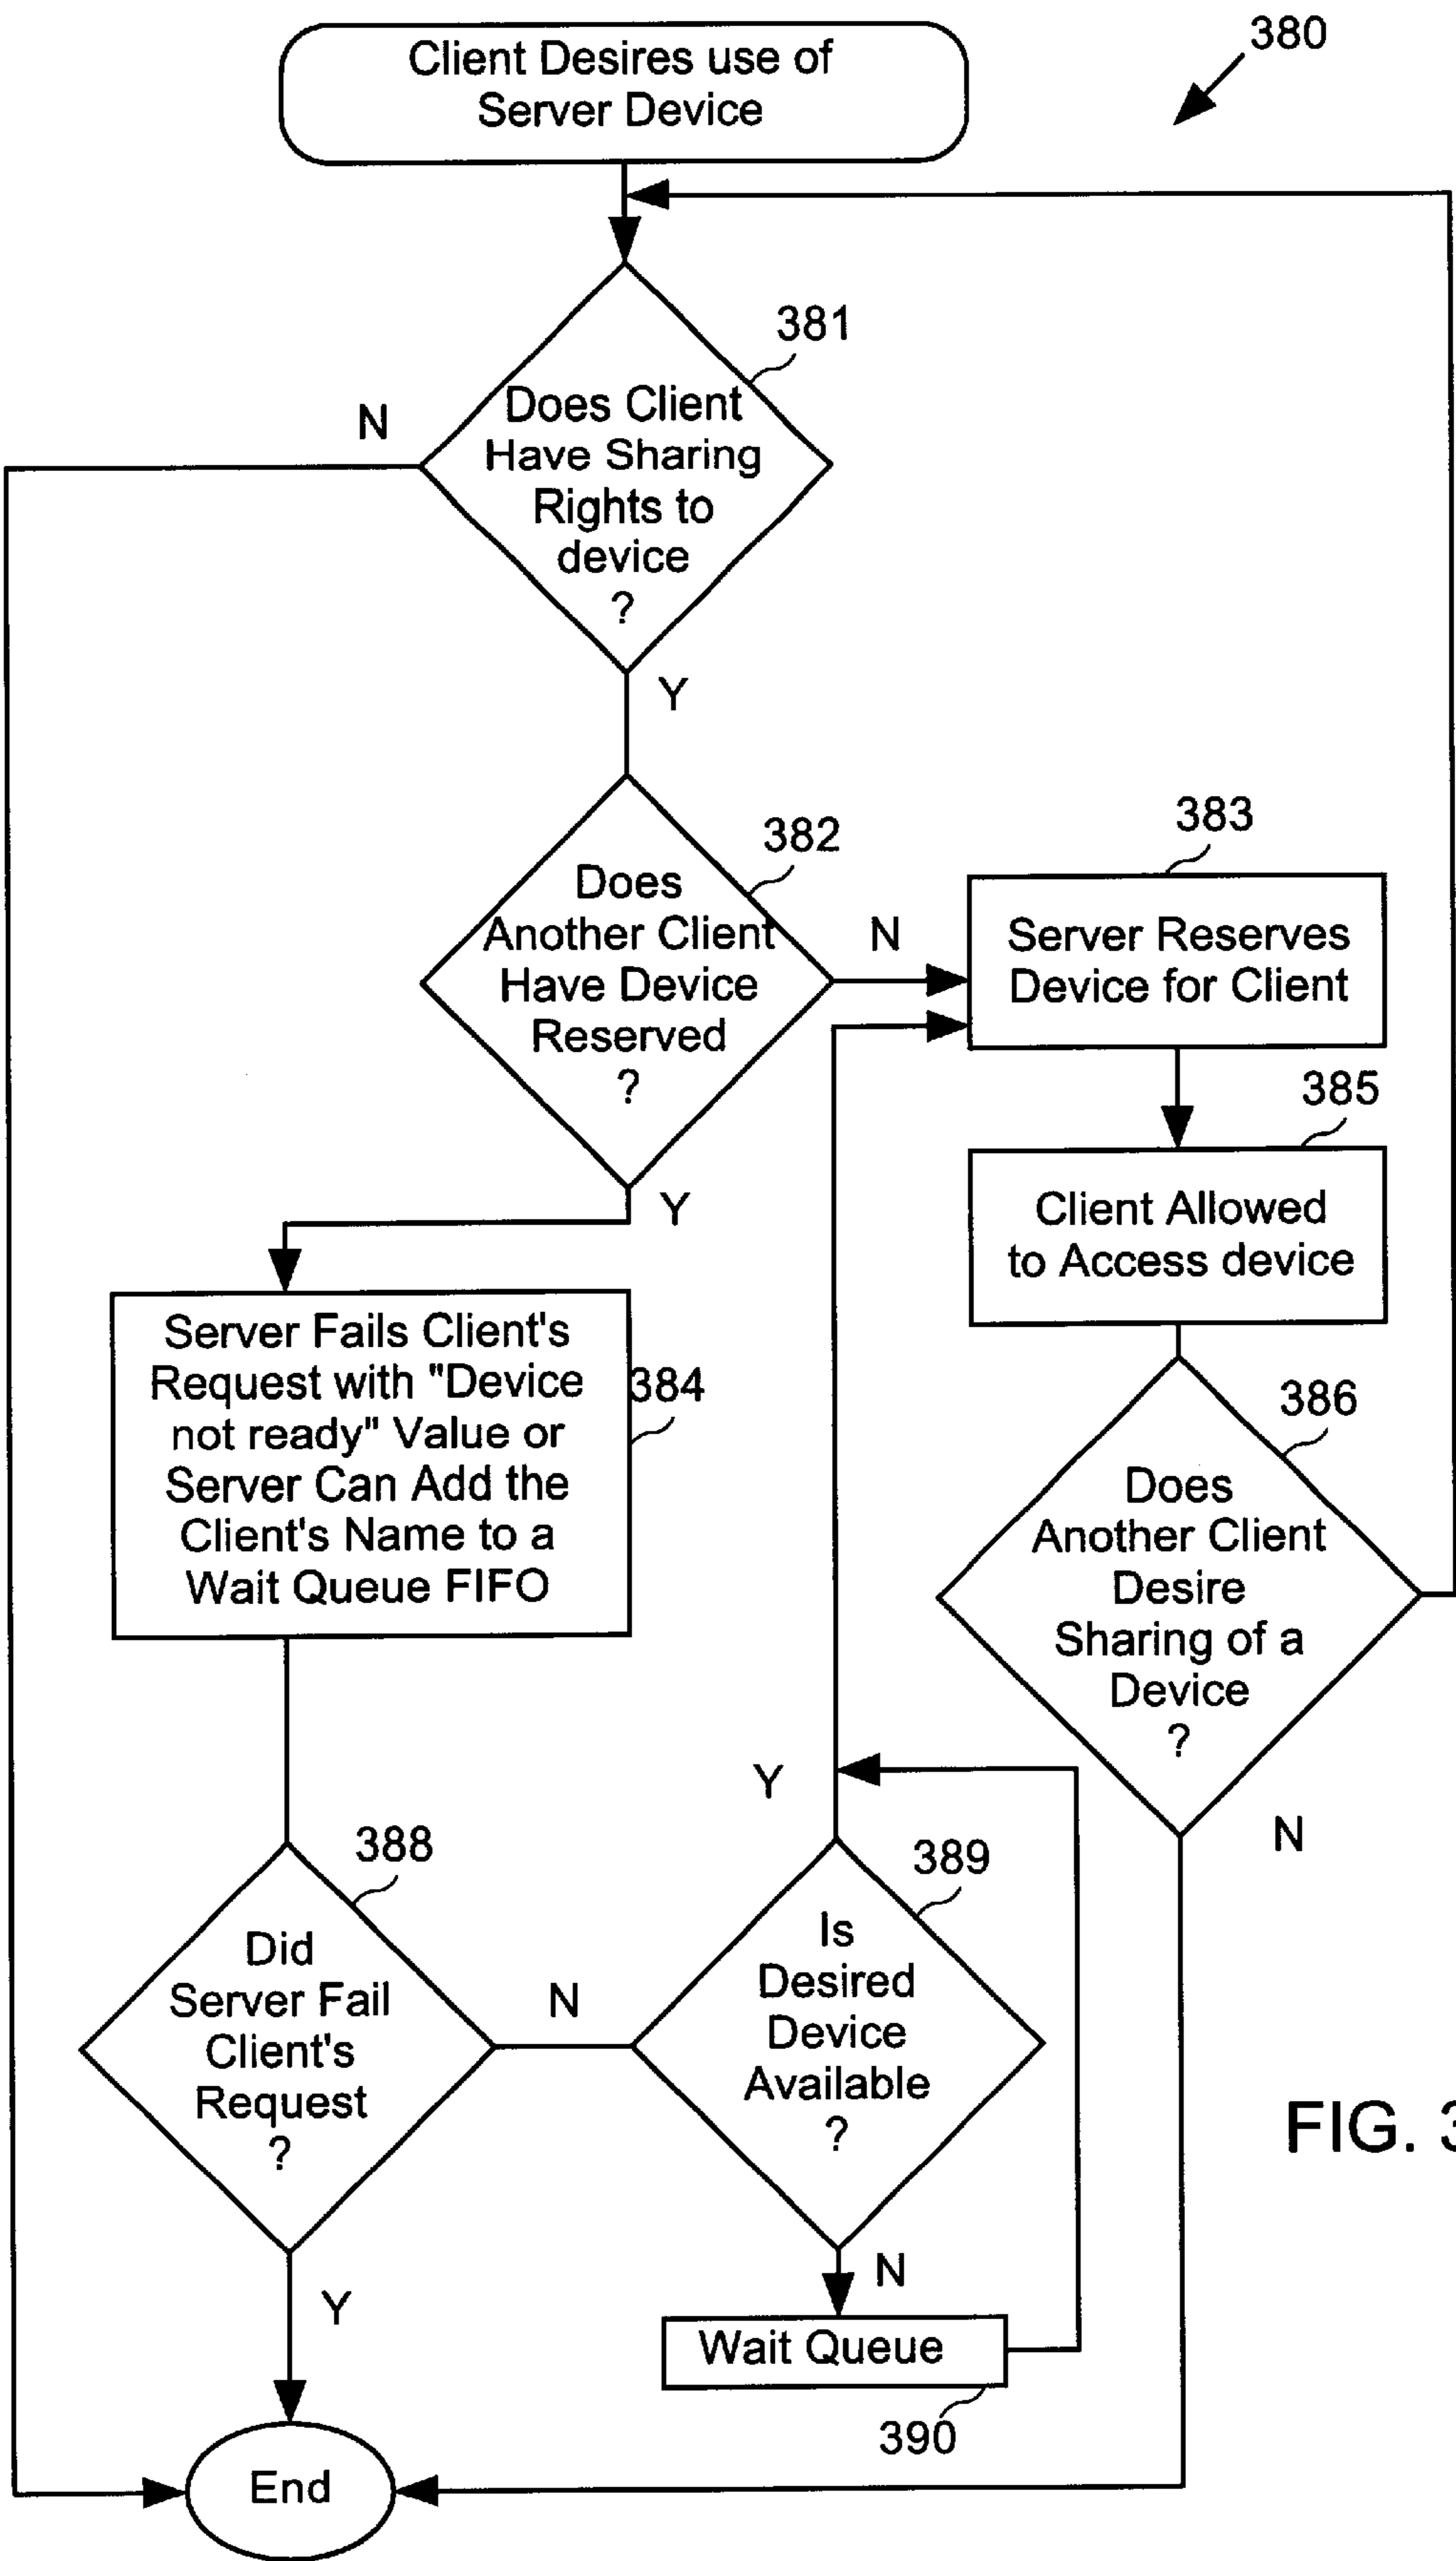 Client Desires use of
Server Device
380
381
Does Client
Have Sharing
Rights to
device
?
N
Y
382
Does
Another Client
Have Device
Reserved
?
N
Y
383
Server Reserves
Device for Client
385
Client Allowed
to Access device
384
Server Fails Client's
Request with "Device
not ready" Value or
Server Can Add the
Client's Name to a
Wait Queue FIFO
386
Does
Another Client
Desire
Sharing of a
Device
?
N
388
Did
Server Fail
Client's
Request
?
N
Y
389
Is
Desired
Device
Available
?
Y
N
Wait Queue
390
End
FIG. 3